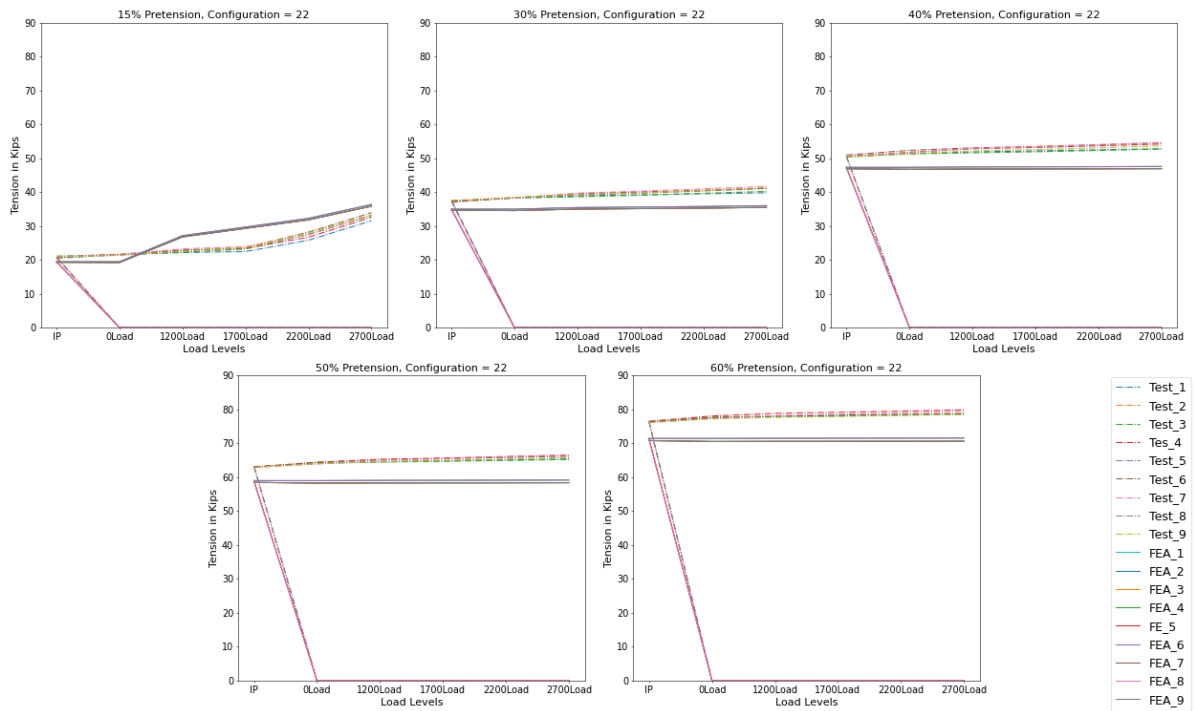 15% Pretension, Configuration = 22
90
80
70
60
50
40
30
20
10
0
Tension in Kips
IP 0Load 1200Load 1700Load 2200Load 2700Load
Load Levels
30% Pretension, Configuration = 22
90
80
70
60
50
40
30
20
10
0
Tension in Kips
IP 0Load 1200Load 1700Load 2200Load 2700Load
Load Levels
40% Pretension, Configuration = 22
90
80
70
60
50
40
30
20
10
0
Tension in Kips
IP 0Load 1200Load 1700Load 2200Load 2700Load
Load Levels
50% Pretension, Configuration = 22
90
80
70
60
50
40
30
20
10
0
Tension in Kips
IP 0Load 1200Load 1700Load 2200Load 2700Load
Load Levels
60% Pretension, Configuration = 22
90
80
70
60
50
40
30
20
10
0
Tension in Kips
IP 0Load 1200Load 1700Load 2200Load 2700Load
Load Levels
Test_1
Test_2
Test_3
Tes_4
Test_5
Test_6
Test_7
Test_8
Test_9
FEA_1
FEA_2
FEA_3
FEA_4
FE_5
FEA_6
FEA_7
FEA_8
FEA_9